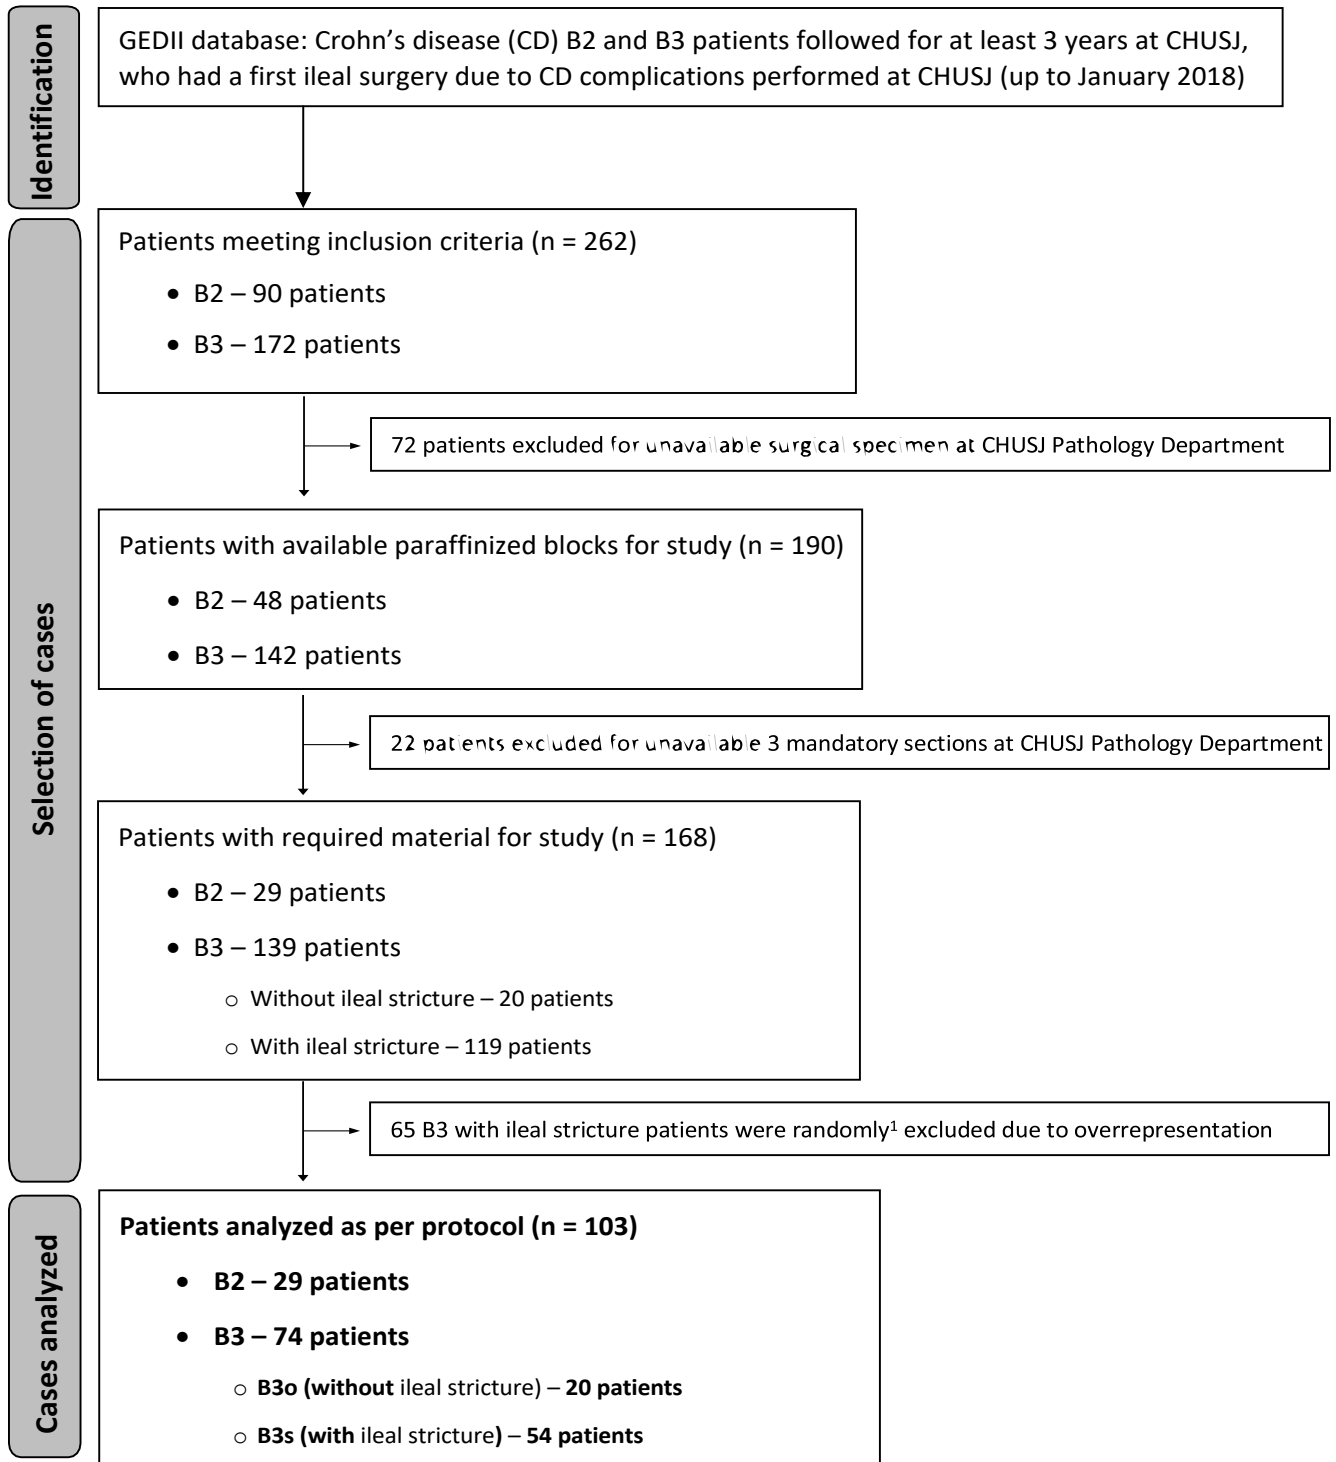 Identification
GEDII database: Crohn's disease (CD) B2 and B3 patients followed for at least 3 years at CHUSJ,
who had a first ileal surgery due to CD complications performed at CHUSJ (up to January 2018)
Selection of cases
Patients meeting inclusion criteria (n = 262)
• B2 – 90 patients
• B3 – 172 patients
72 patients excluded for unavailable surgical specimen at CHUSJ Pathology Department
Patients with available paraffinized blocks for study (n = 190)
• B2 – 48 patients
• B3 – 142 patients
22 patients excluded for unavailable 3 mandatory sections at CHUSJ Pathology Department
Patients with required material for study (n = 168)
• B2 – 29 patients
• B3 – 139 patients
o Without ileal stricture – 20 patients
o With ileal stricture – 119 patients
65 B3 with ileal stricture patients were randomly¹ excluded due to overrepresentation
Cases analyzed
Patients analyzed as per protocol (n = 103)
• B2 – 29 patients
• B3 – 74 patients
o B3o (without ileal stricture) – 20 patients
o B3s (with ileal stricture) – 54 patients